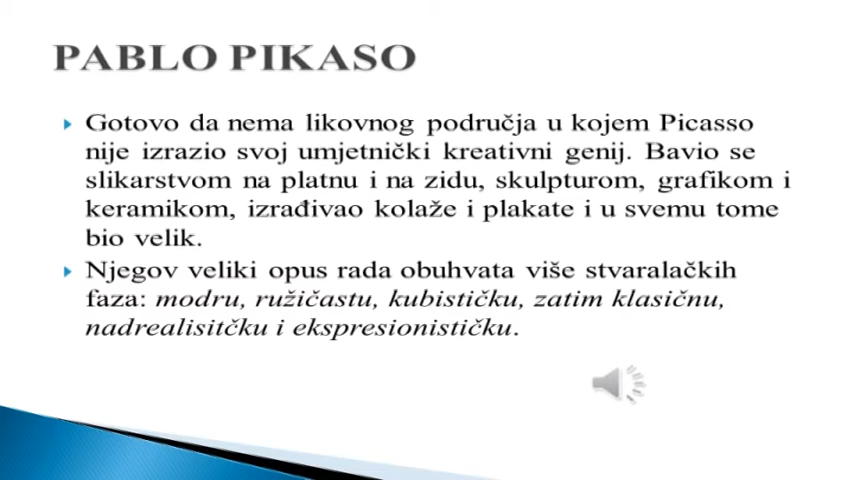 PABLO PIKASO
Gotovo da nema likovnog područja u kojem Picasso
nije izrazio svoj umjetnički kreativni genij. Bavio se
slikarstvom na platnu i na zidu, skulpturom, grafikom i
keramikom, izrađivao kolaže i plakate i u svemu tome
bio velik.
Njegov veliki opus rada obuhvata više stvaralačkih
faza: modru, ružičastu, kubističku, zatim klasičnu,
nadrealisitčku i ekspresionističku.